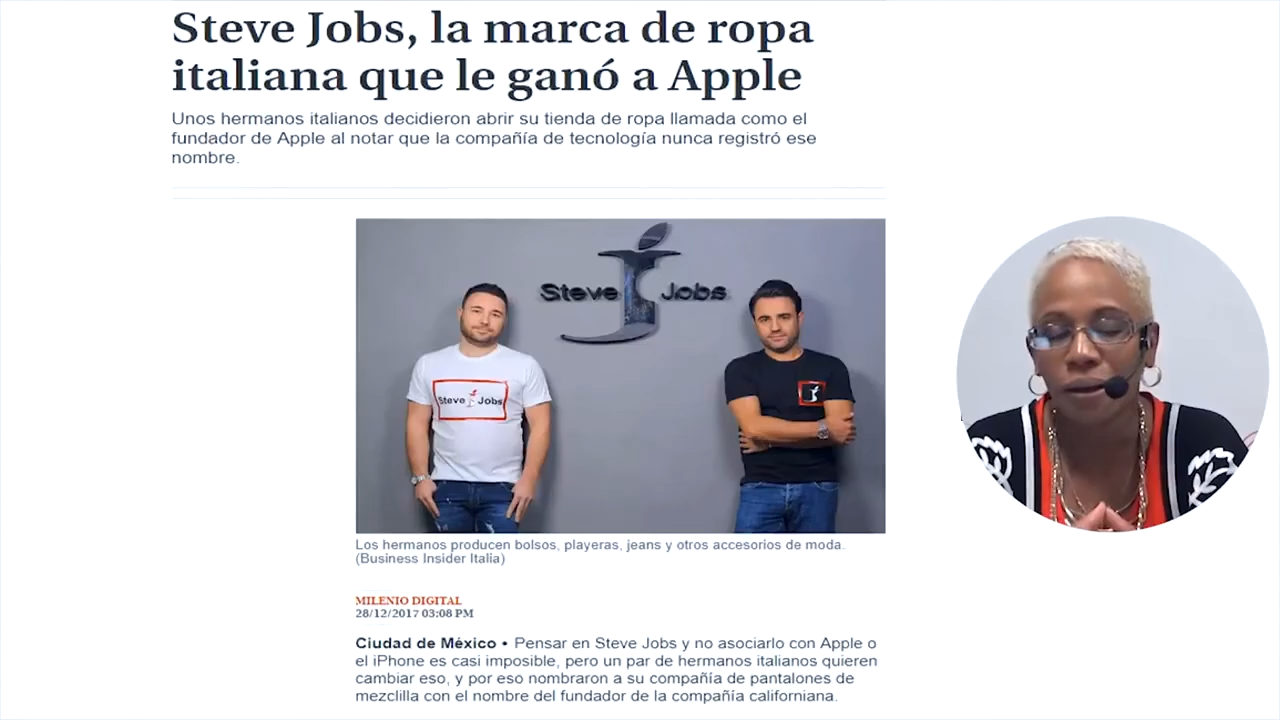 Steve Jobs, la marca de ropa
italiana que le ganó a Apple
Unos hermanos italianos decidieron abrir su tienda de ropa llamada como el
fundador de Apple al notar que la compañía de tecnología nunca registró ese
nombre.
Steve Jobs
Steve Jobs
Los hermanos producen bolsos, playeras, jeans y otros accesorios de moda.
(Business Insider Italia)
MILENIO DIGITAL
28/12/2017 03:08 PM
Ciudad de México • Pensar en Steve Jobs y no asociarlo con Apple o
el iPhone es casi imposible, pero un par de hermanos italianos quieren
cambiar eso, y por eso nombraron a su compañía de pantalones de
mezclilla con el nombre del fundador de la compañía californiana.